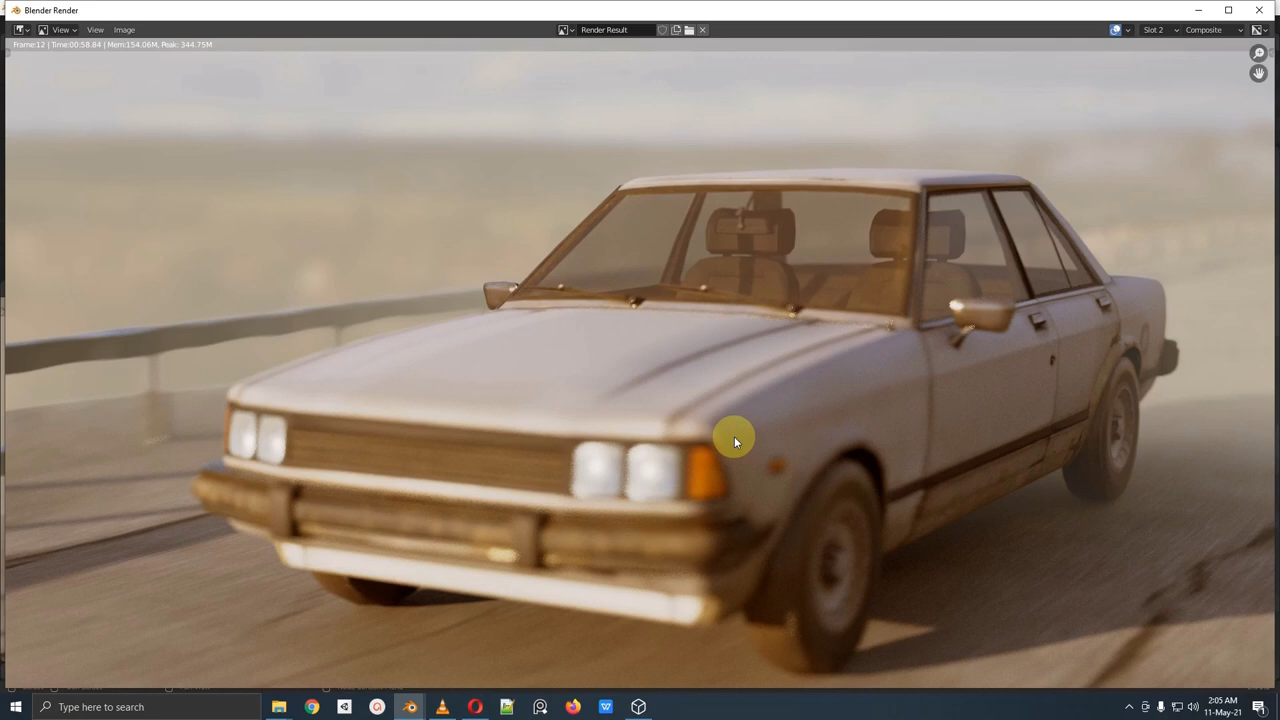 Blender Render
View View Image Render Result Slot 2 Composite
Frame:12 | Time:00:58.84 | Mem:154.06M, Peak: 344.75M
Type here to search
2:05 AM
11-May-21